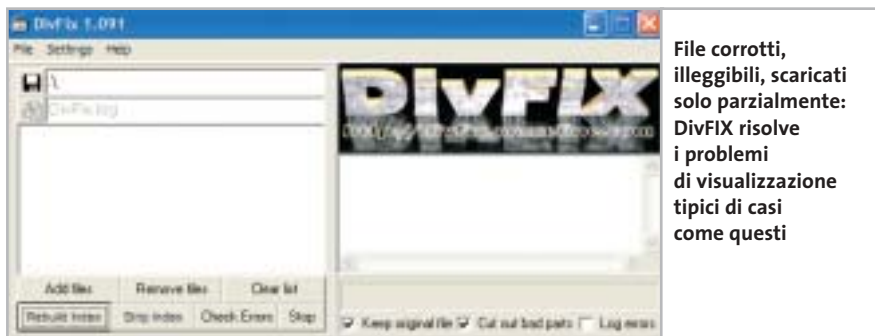 DivFix 1.091
File Settings Help
\
DivFix.log
DivFIX
Add files Remove files Clear list
Rebuild Index Strip Index Check Errors Stop
Keep original file Cut out bad parts Log errors
File corrotti,
illeggibili, scaricati
solo parzialmente:
DivFIX risolve
i problemi
di visualizzazione
tipici di casi
come questi